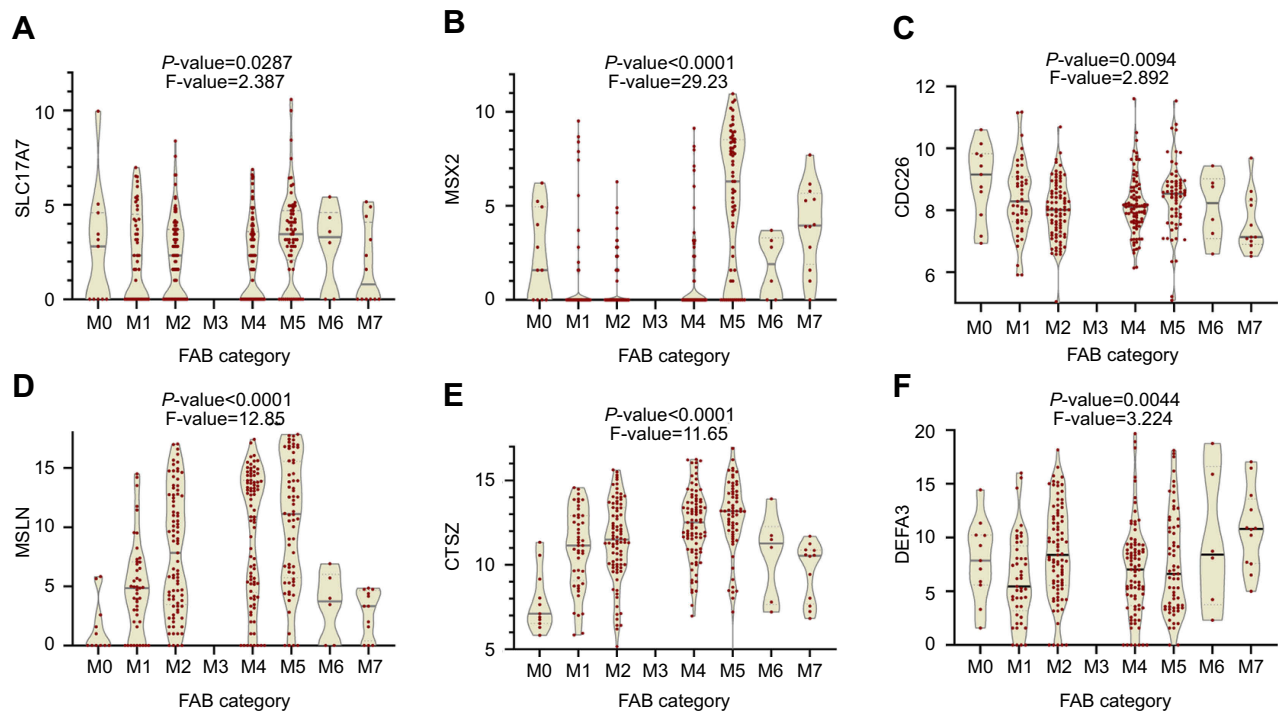 A
P-value=0.0287
F-value=2.387
SLC17A7
10
5
0
M0 M1 M2 M3 M4 M5 M6 M7
FAB category
B
P-value<0.0001
F-value=29.23
MSX2
10
5
0
M0 M1 M2 M3 M4 M5 M6 M7
FAB category
C
P-value=0.0094
F-value=2.892
CDC26
12
10
8
6
M0 M1 M2 M3 M4 M5 M6 M7
FAB category
D
P-value<0.0001
F-value=12.85
MSLN
15
10
5
0
M0 M1 M2 M3 M4 M5 M6 M7
FAB category
E
P-value<0.0001
F-value=11.65
CTSZ
15
10
5
M0 M1 M2 M3 M4 M5 M6 M7
FAB category
F
P-value=0.0044
F-value=3.224
DEFA3
20
15
10
5
0
M0 M1 M2 M3 M4 M5 M6 M7
FAB category